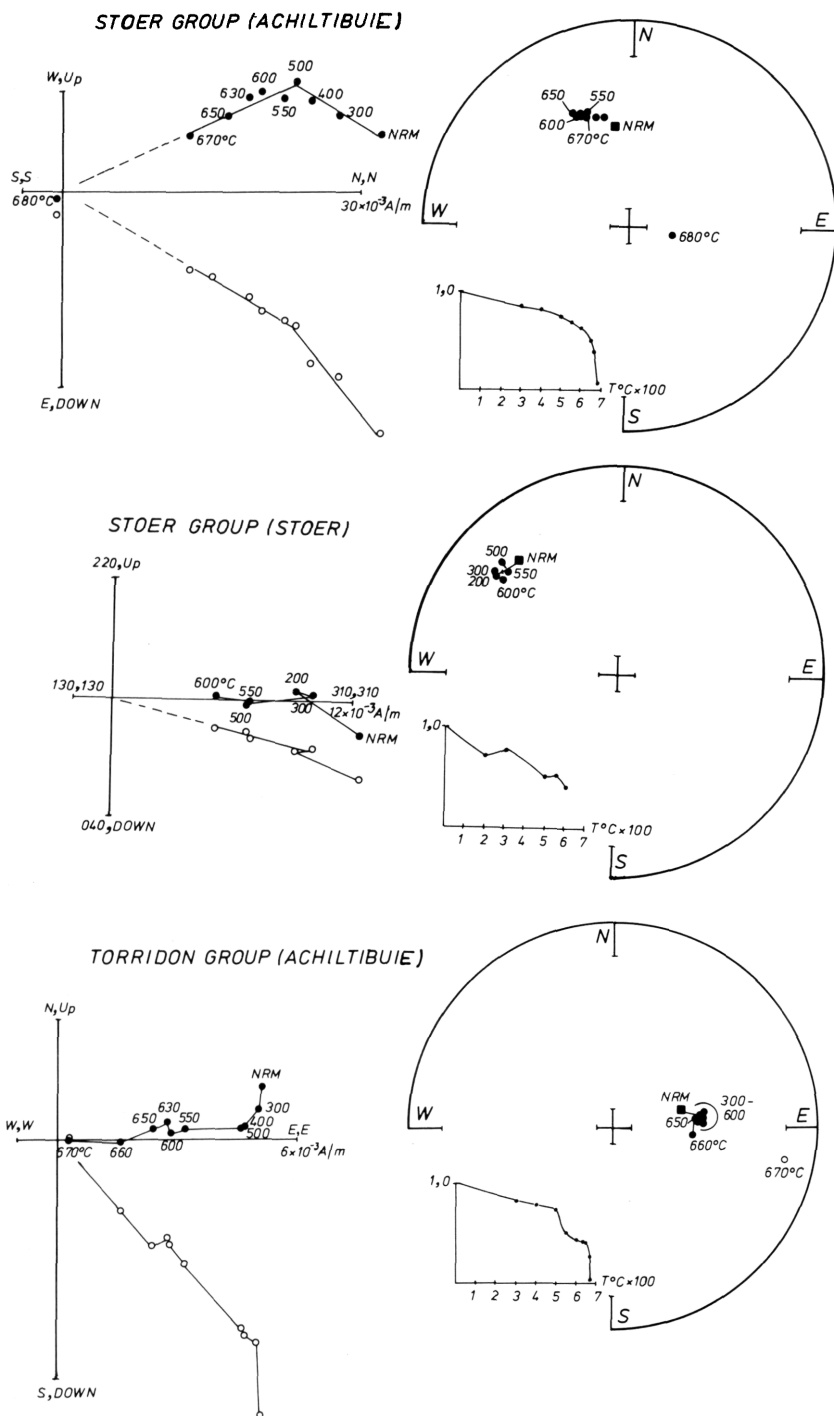 STOER GROUP (ACHILTIBUIE)
W,Up
500
600
630
400
650
550
300
NRM
670°C
S,S
N,N
680°C
30×10⁻³A/m
E,DOWN
N
650
550
NRM
600
670°C
W
E
680°C
1,0
T°C×100
1 2 3 4 5 6 7
S
STOER GROUP (STOER)
220,Up
130,130
600°C
550
200
310,310
500
300
12×10⁻³A/m
NRM
040,DOWN
N
500
NRM
300
550
200
600°C
W
E
1,0
T°C×100
1 2 3 4 5 6 7
S
TORRIDON GROUP (ACHILTIBUIE)
N,Up
NRM
630
300
650
550
400
W,W
E,E
670°C
660
600
500
6×10⁻³A/m
S,DOWN
N
NRM
300-
600
650
W
E
660°C
670°C
1,0
T°C×100
1 2 3 4 5 6 7
S